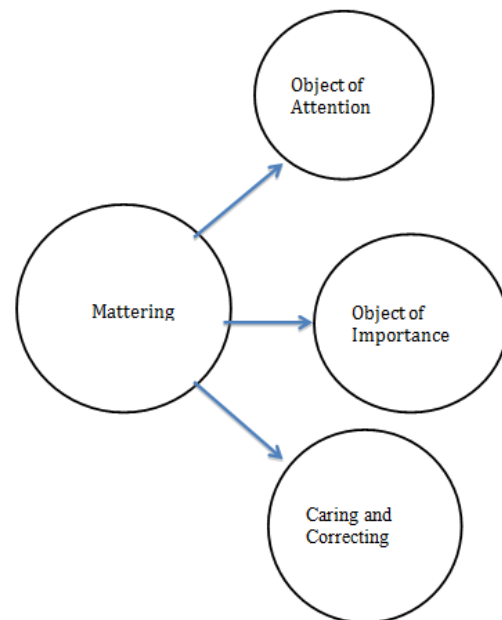 Object of
Attention
Mattering
Object of
Importance
Caring and
Correcting